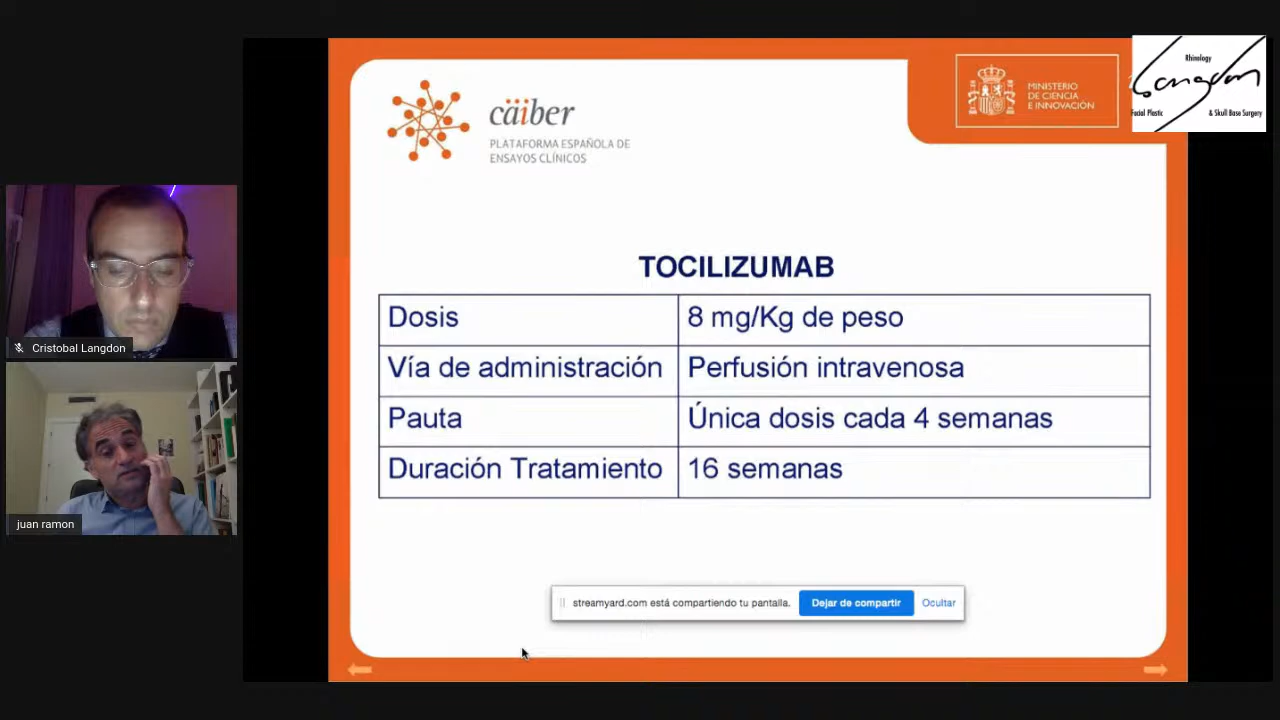 cäiber
PLATAFORMA ESPAÑOLA DE
ENSAYOS CLÍNICOS
MINISTERIO
DE CIENCIA
E INNOVACIÓN
Rhinology
Langdon
Facial Plastic
& Skull Base Surgery
TOCILIZUMAB
Dosis
8 mg/Kg de peso
Vía de administración
Perfusión intravenosa
Pauta
Única dosis cada 4 semanas
Duración Tratamiento
16 semanas
Cristobal Langdon
juan ramon
streamyard.com está compartiendo tu pantalla.
Dejar de compartir
Ocultar